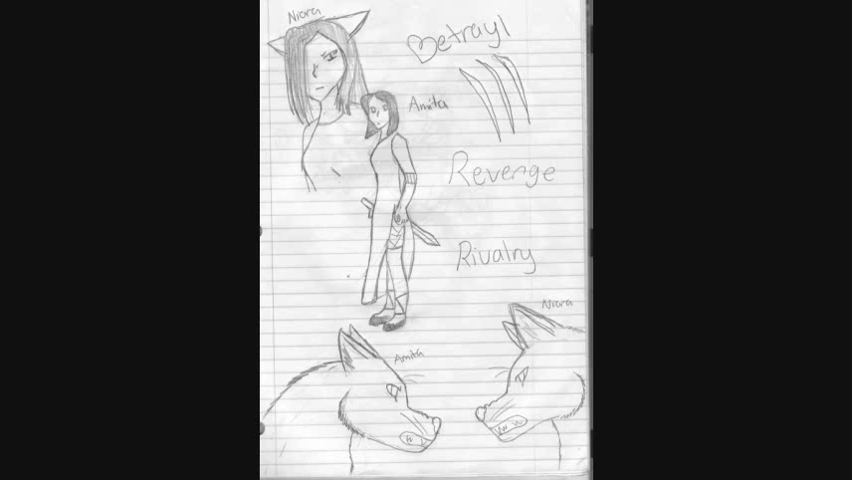 Niora
Betrayl
Amita
Revenge
Rivalry
Niora
Amita